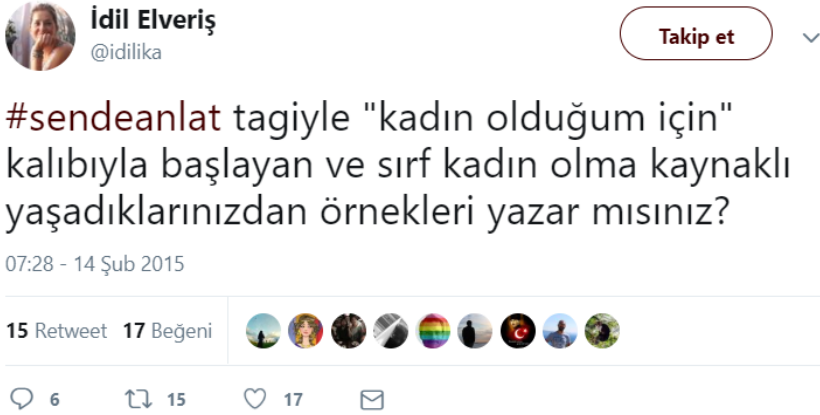 İdil Elveriş
@idilika
Takip et
#sendeanlat tagiyle "kadın olduğum için"
kalıbıyla başlayan ve sırf kadın olma kaynaklı
yaşadıklarınızdan örnekleri yazar mısınız?
07:28 - 14 Şub 2015
15 Retweet 17 Beğeni
6 15 17